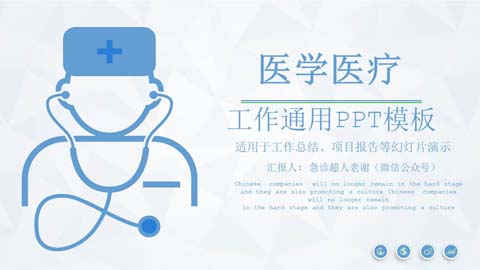 医学医疗
工作通用PPT模板
适用于工作总结、项目报告等幻灯片演示
汇报人：急诊超人老谢（微信公众号）
Chinese companies will no longer remain in the hard stage
and they are also promoting a culture Chinese companies
will no longer remain
in the hard stage and they are also promoting a culture